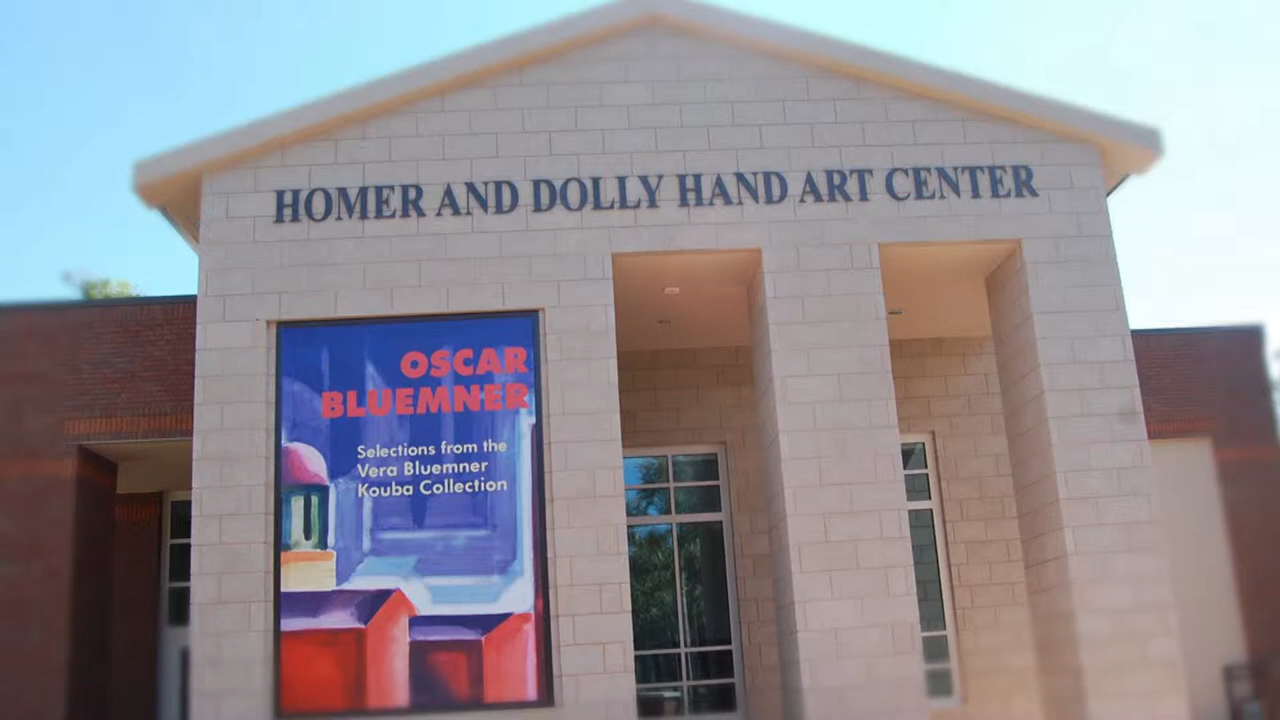 HOMER AND DOLLY HAND ART CENTER
OSCAR
BLUEMNER
Selections from the
Vera Bluemner
Kouba Collection